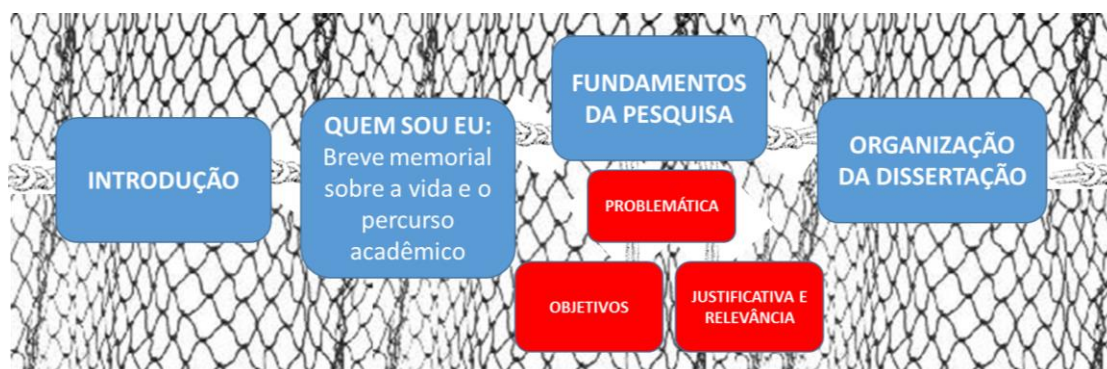 INTRODUÇÃO
QUEM SOU EU:
Breve memorial
sobre a vida e o
percurso
acadêmico
FUNDAMENTOS
DA PESQUISA
PROBLEMÁTICA
OBJETIVOS
JUSTIFICATIVA E
RELEVÂNCIA
ORGANIZAÇÃO
DA DISSERTAÇÃO